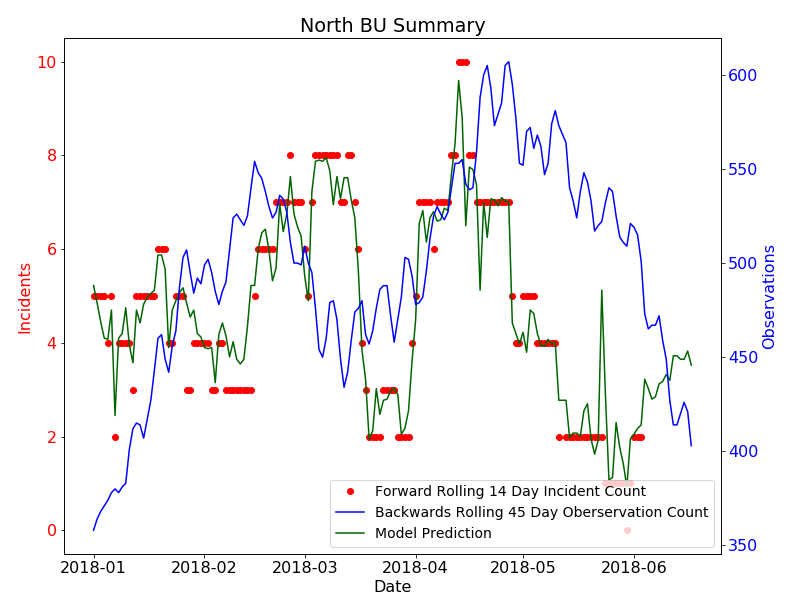 North BU Summary
10
8
6
4
2
0
Incidents
600
550
500
450
400
350
Observations
Forward Rolling 14 Day Incident Count
Backwards Rolling 45 Day Oberservation Count
Model Prediction
2018-01
2018-02
2018-03
2018-04
2018-05
2018-06
Date